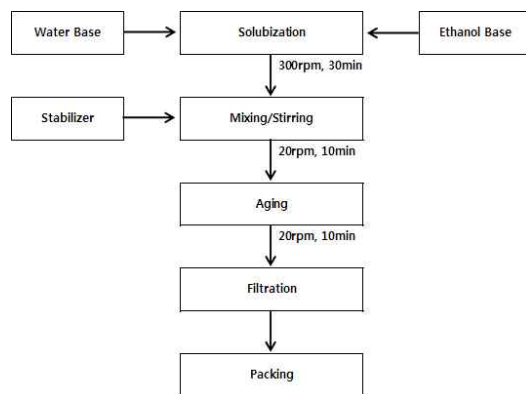 Water Base
Solubization
Ethanol Base
300rpm, 30min
Stabilizer
Mixing/Stirring
20rpm, 10min
Aging
20rpm, 10min
Filtration
Packing